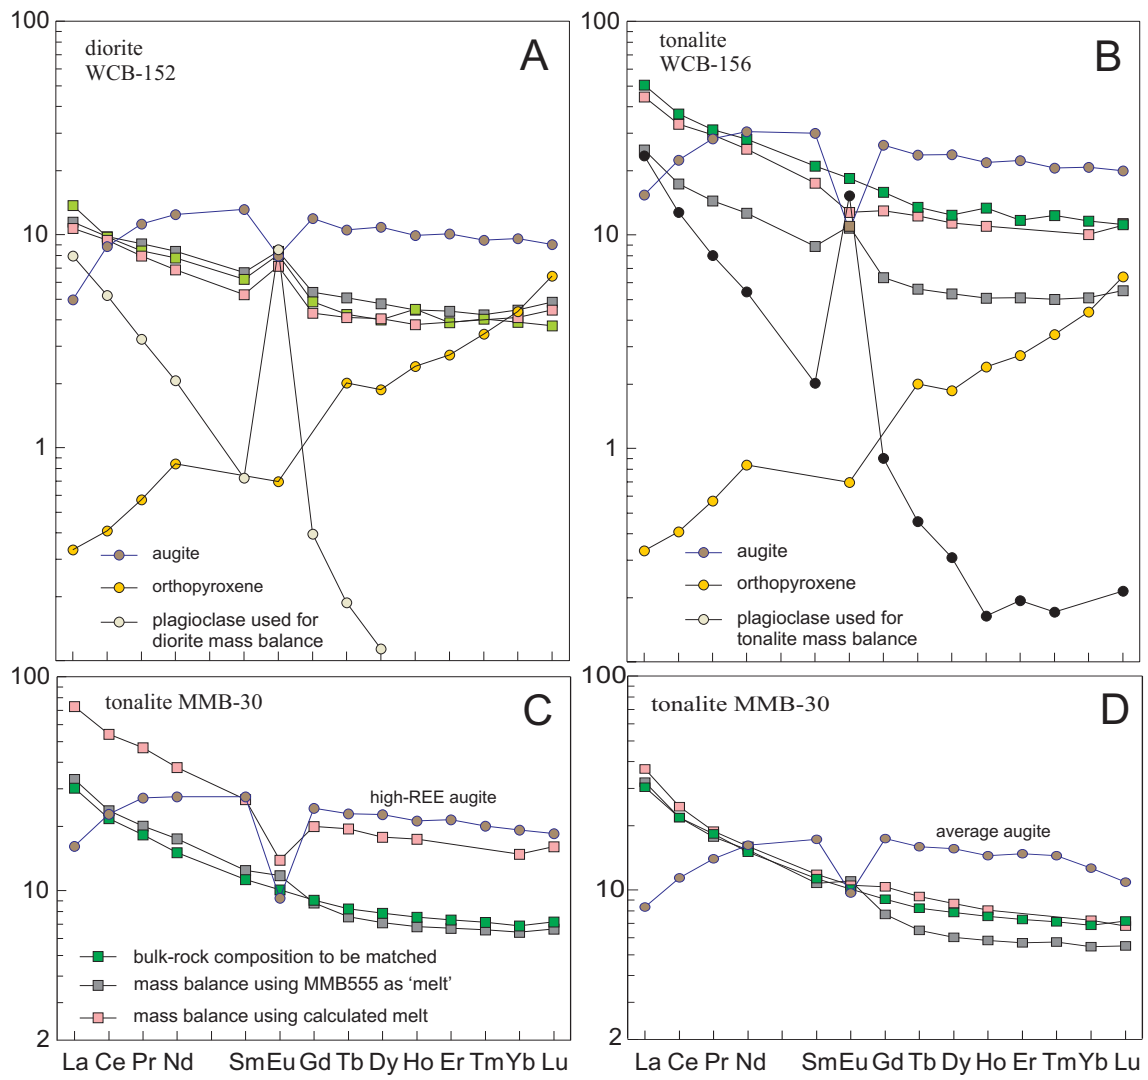 100
diorite
WCB-152
A
10
1
augite
orthopyroxene
plagioclase used for
diorite mass balance
100
tonalite
WCB-156
B
10
1
augite
orthopyroxene
plagioclase used for
tonalite mass balance
100
tonalite MMB-30
C
high-REE augite
10
bulk-rock composition to be matched
mass balance using MMB555 as ‘melt’
mass balance using calculated melt
2
La Ce Pr Nd Sm Eu Gd Tb Dy Ho Er Tm Yb Lu
100
tonalite MMB-30
D
average augite
10
2
La Ce Pr Nd Sm Eu Gd Tb Dy Ho Er Tm Yb Lu